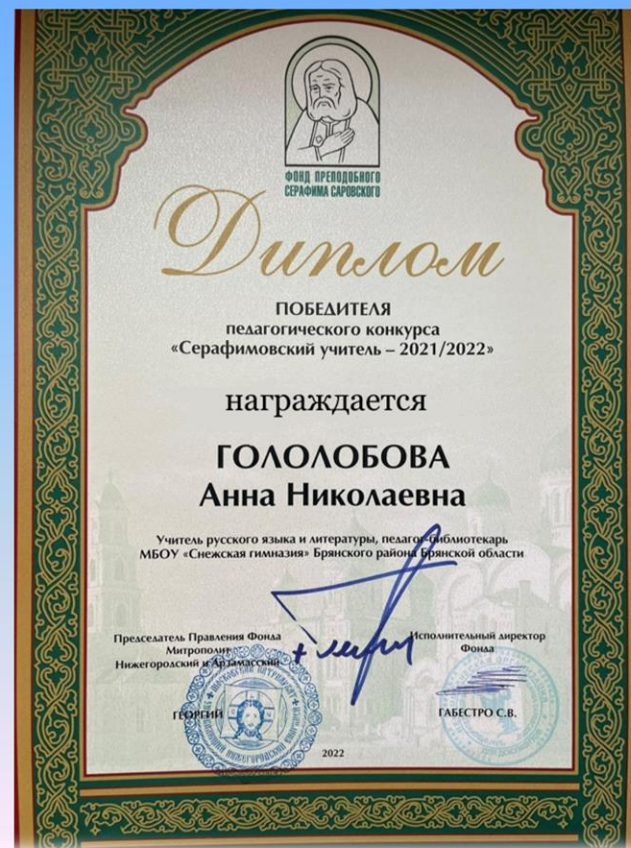 ФОНД ПРЕПОДОБНОГО
СЕРАФИМА САРОВСКОГО
Диплом
ПОБЕДИТЕЛЯ
педагогического конкурса
«Серафимовский учитель – 2021/2022»
награждается
ГОЛОЛОБОВА
Анна Николаевна
Учитель русского языка и литературы, педагог-библиотекарь
МБОУ «Снежская гимназия» Брянского района Брянской области
Председатель Правления Фонда
Митрополит
Нижегородский и Арзамасский
ГЕОРГИЙ
Исполнительный директор
Фонда
ГАБЕСТРО С.В.
2022